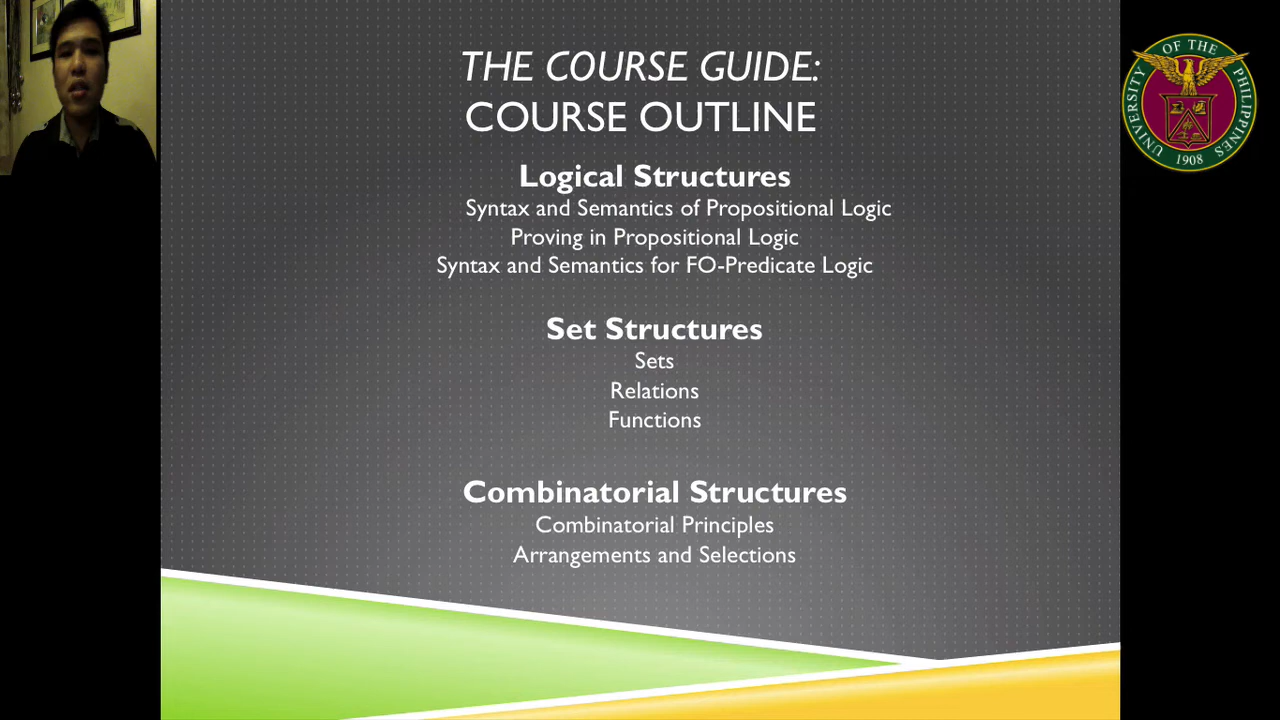 THE COURSE GUIDE:
COURSE OUTLINE
Logical Structures
Syntax and Semantics of Propositional Logic
Proving in Propositional Logic
Syntax and Semantics for FO-Predicate Logic
Set Structures
Sets
Relations
Functions
Combinatorial Structures
Combinatorial Principles
Arrangements and Selections
UNIVERSITY OF THE PHILIPPINES
1908